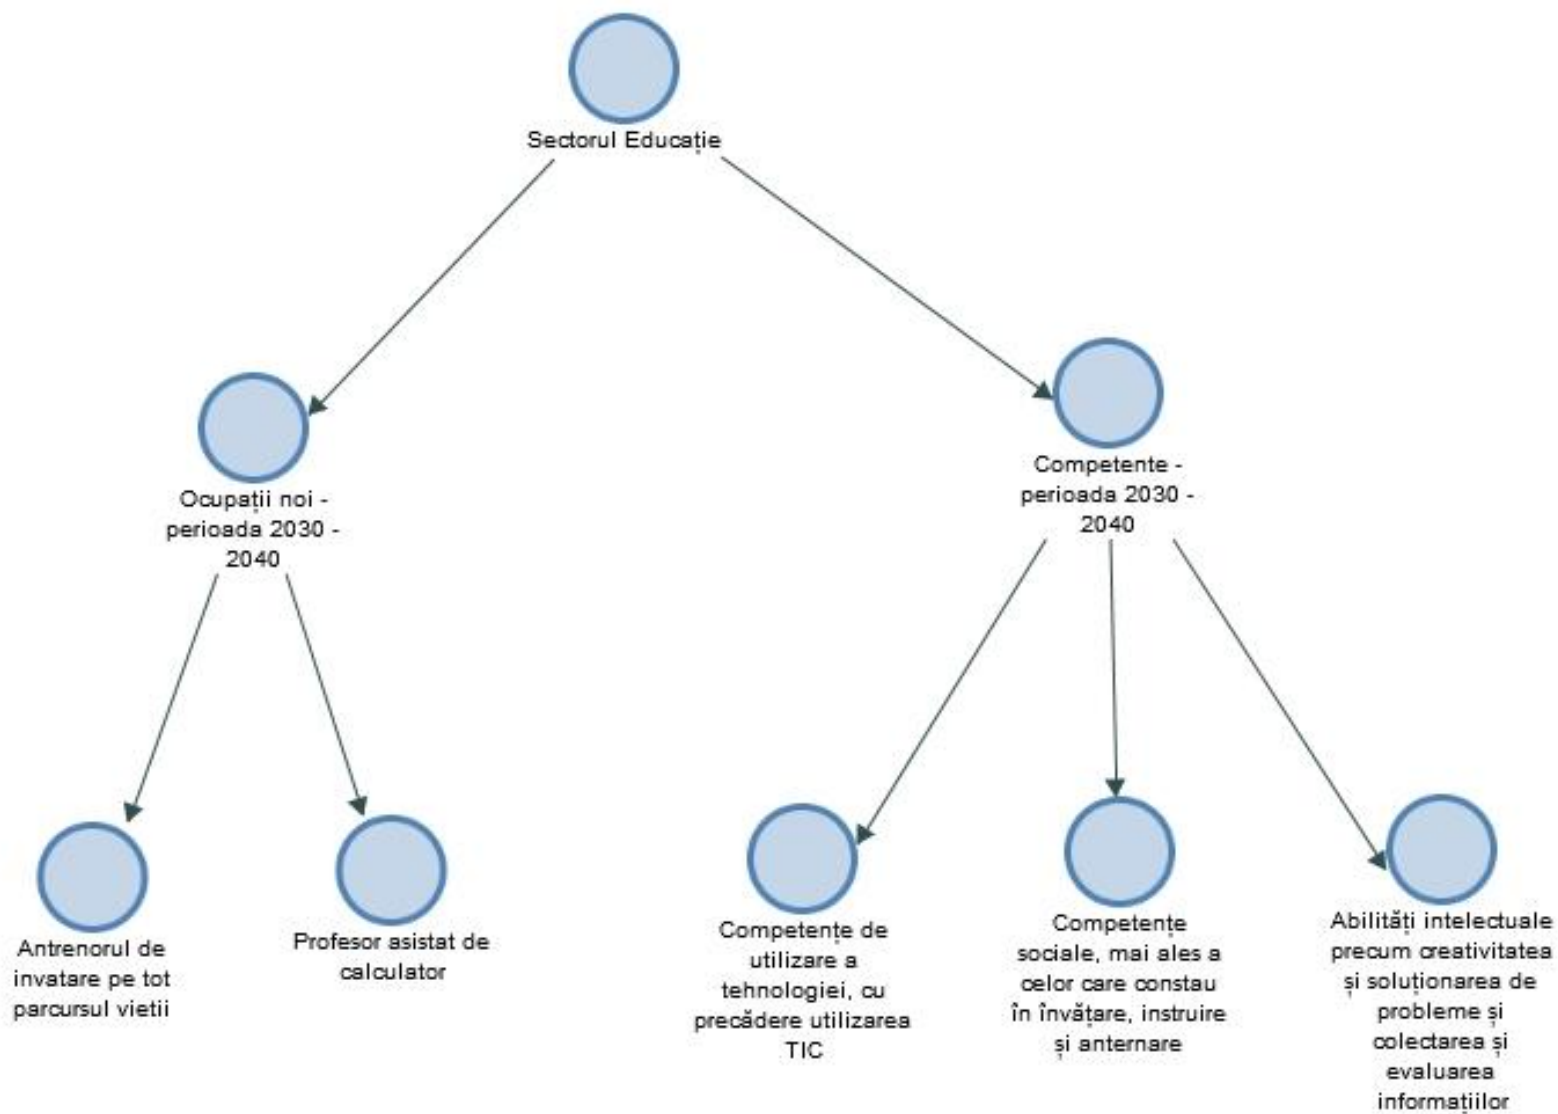 Sectorul Educație
Ocupații noi -
perioada 2030 -
2040
Competente -
perioada 2030 -
2040
Antrenorul de
invatare pe tot
parcursul vietii
Profesor asistat de
calculator
Competențe de
utilizare a
tehnologiei, cu
precădere utilizarea
TIC
Competențe
sociale, mai ales a
celor care constau
în învățare, instruire
și anternare
Abilități intelectuale
precum creativitatea
și soluționarea de
probleme și
colectarea și
evaluarea
informațiilor